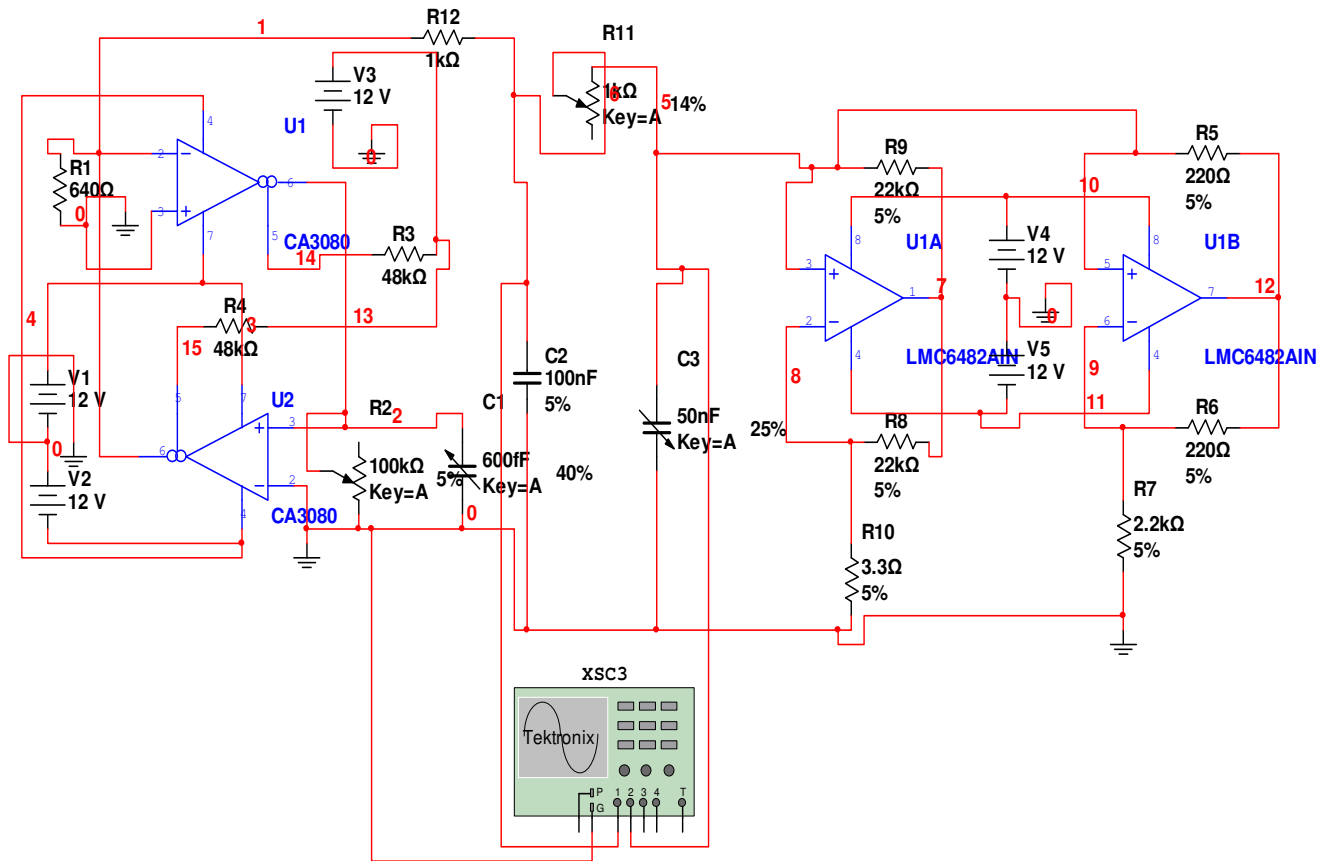 1
R12
1kΩ
R11
1kΩ
Key=A
6
5
14%
V3
12 V
0
U1
4
2
3
6
5
7
CA3080
R1
640Ω
0
14
R3
48kΩ
4
R4
3
48kΩ
13
15
V1
12 V
0
V2
12 V
U2
5
7
6
3
2
4
CA3080
R2
2
100kΩ
Key=A
5%
C1
600fF
Key=A
40%
0
C2
100nF
5%
C3
50nF
Key=A
25%
R9
22kΩ
5%
U1A
8
3
2
1
4
7
LMC6482AIN
8
R8
22kΩ
5%
R10
3.3Ω
5%
10
V4
12 V
0
V5
12 V
11
R5
220Ω
5%
U1B
8
5
6
7
4
12
LMC6482AIN
9
R6
220Ω
5%
R7
2.2kΩ
5%
XSC3
Tektronix
P
G
1 2 3 4 T